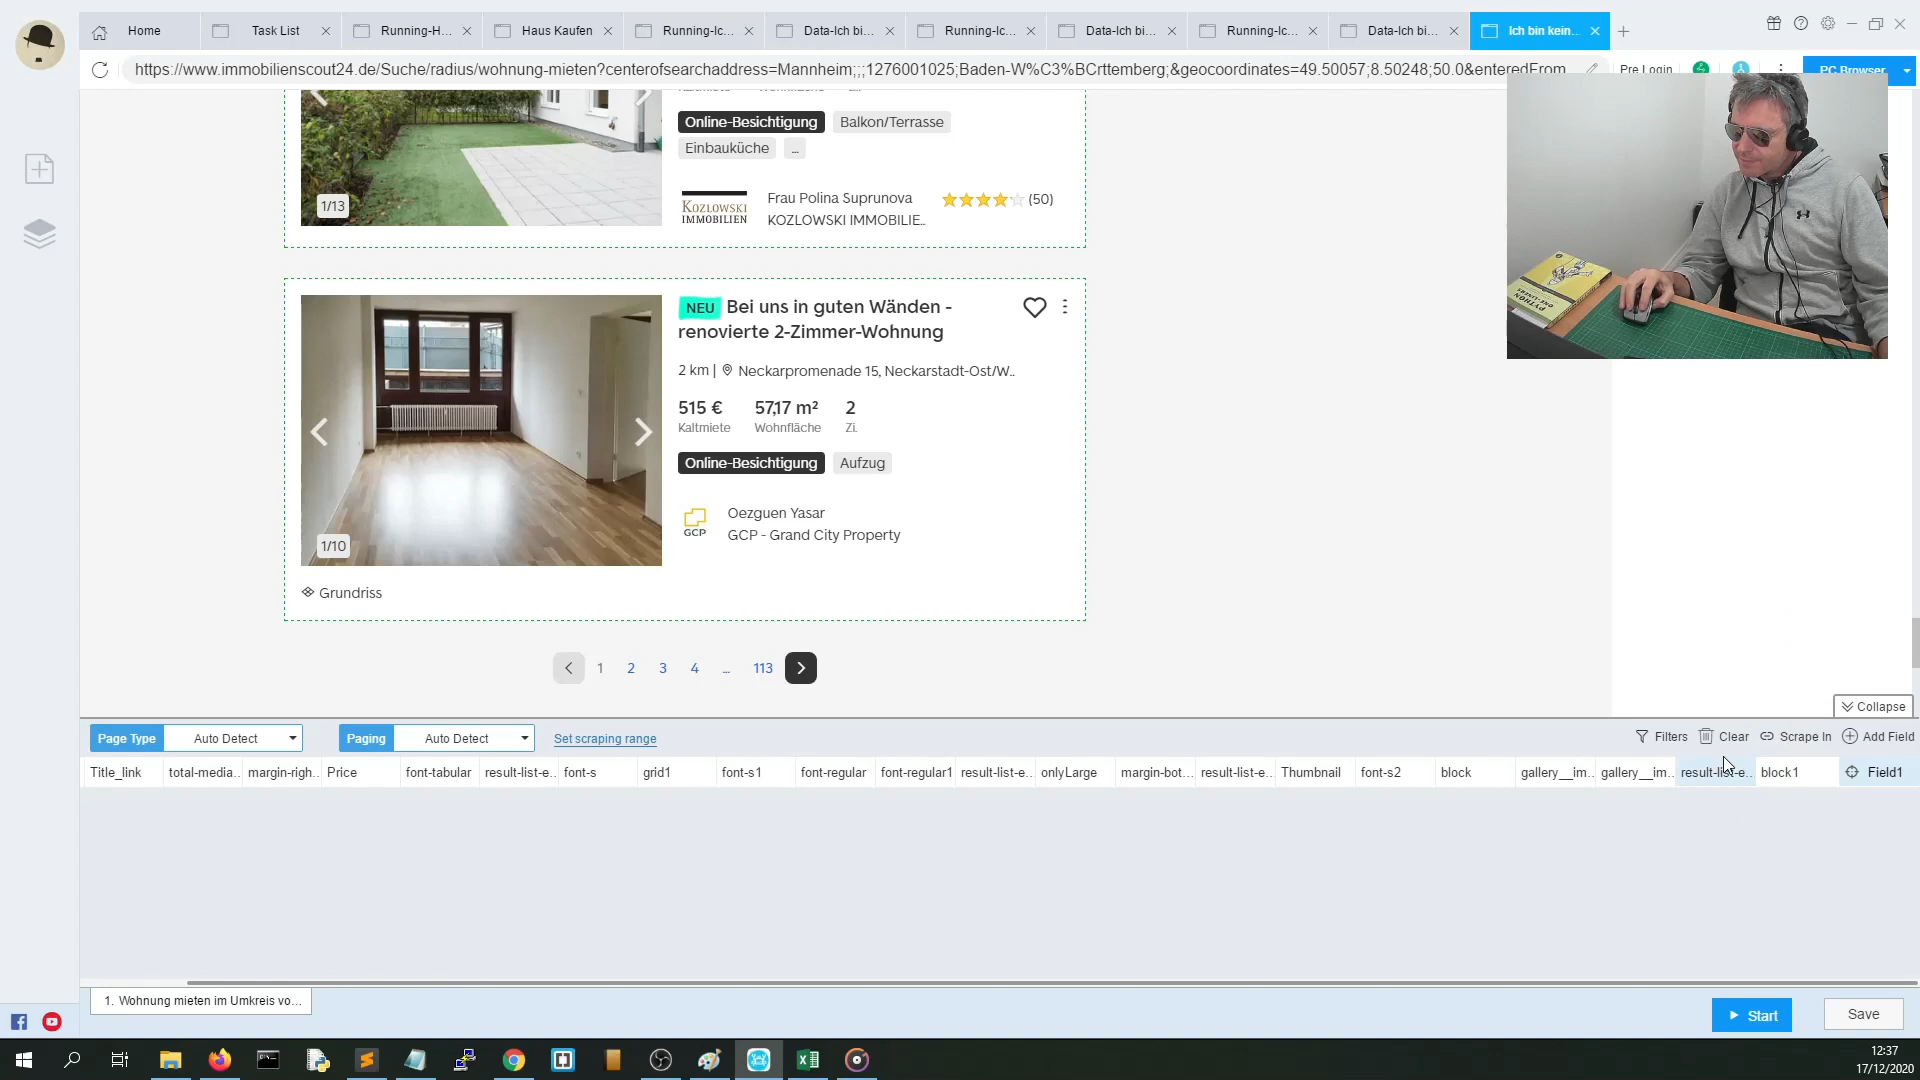 Home
Task List
Running-H...
Haus Kaufen
Running-Ic...
Data-Ich bi...
Running-Ic...
Data-Ich bi...
Running-Ic...
Data-Ich bi...
Ich bin kein...
https://www.immobilienscout24.de/Suche/radius/wohnung-mieten?centerofsearchaddress=Mannheim;;;1276001025;Baden-W%C3%BCrttemberg;&geocoordinates=49.50057;8.50248;50.0&enteredFrom
Pre Login
PC Browser
Online-Besichtigung
Balkon/Terrasse
Einbauküche
...
1/13
KOZLOWSKI
IMMOBILIEN
Frau Polina Suprunova
(50)
KOZLOWSKI IMMOBILIE..
PYTHON
ONE-LINERS
NEU Bei uns in guten Wänden -
renovierte 2-Zimmer-Wohnung
2 km | Neckarpromenade 15, Neckarstadt-Ost/W..
515 € 57,17 m² 2
Kaltmiete Wohnfläche Zi.
Online-Besichtigung
Aufzug
GCP
Oezguen Yasar
GCP - Grand City Property
1/10
Grundriss
1 2 3 4 ... 113
Collapse
Page Type
Auto Detect
Paging
Auto Detect
Set scraping range
Filters
Clear
Scrape In
Add Field
Title_link
total-media..
margin-righ..
Price
font-tabular
result-list-e..
font-s
grid1
font-s1
font-regular
font-regular1
result-list-e..
onlyLarge
margin-bot...
result-list-e..
Thumbnail
font-s2
block
gallery__im..
gallery__im..
result-list-e..
block1
Field1
1. Wohnung mieten im Umkreis vo...
Start
Save
12:37
17/12/2020